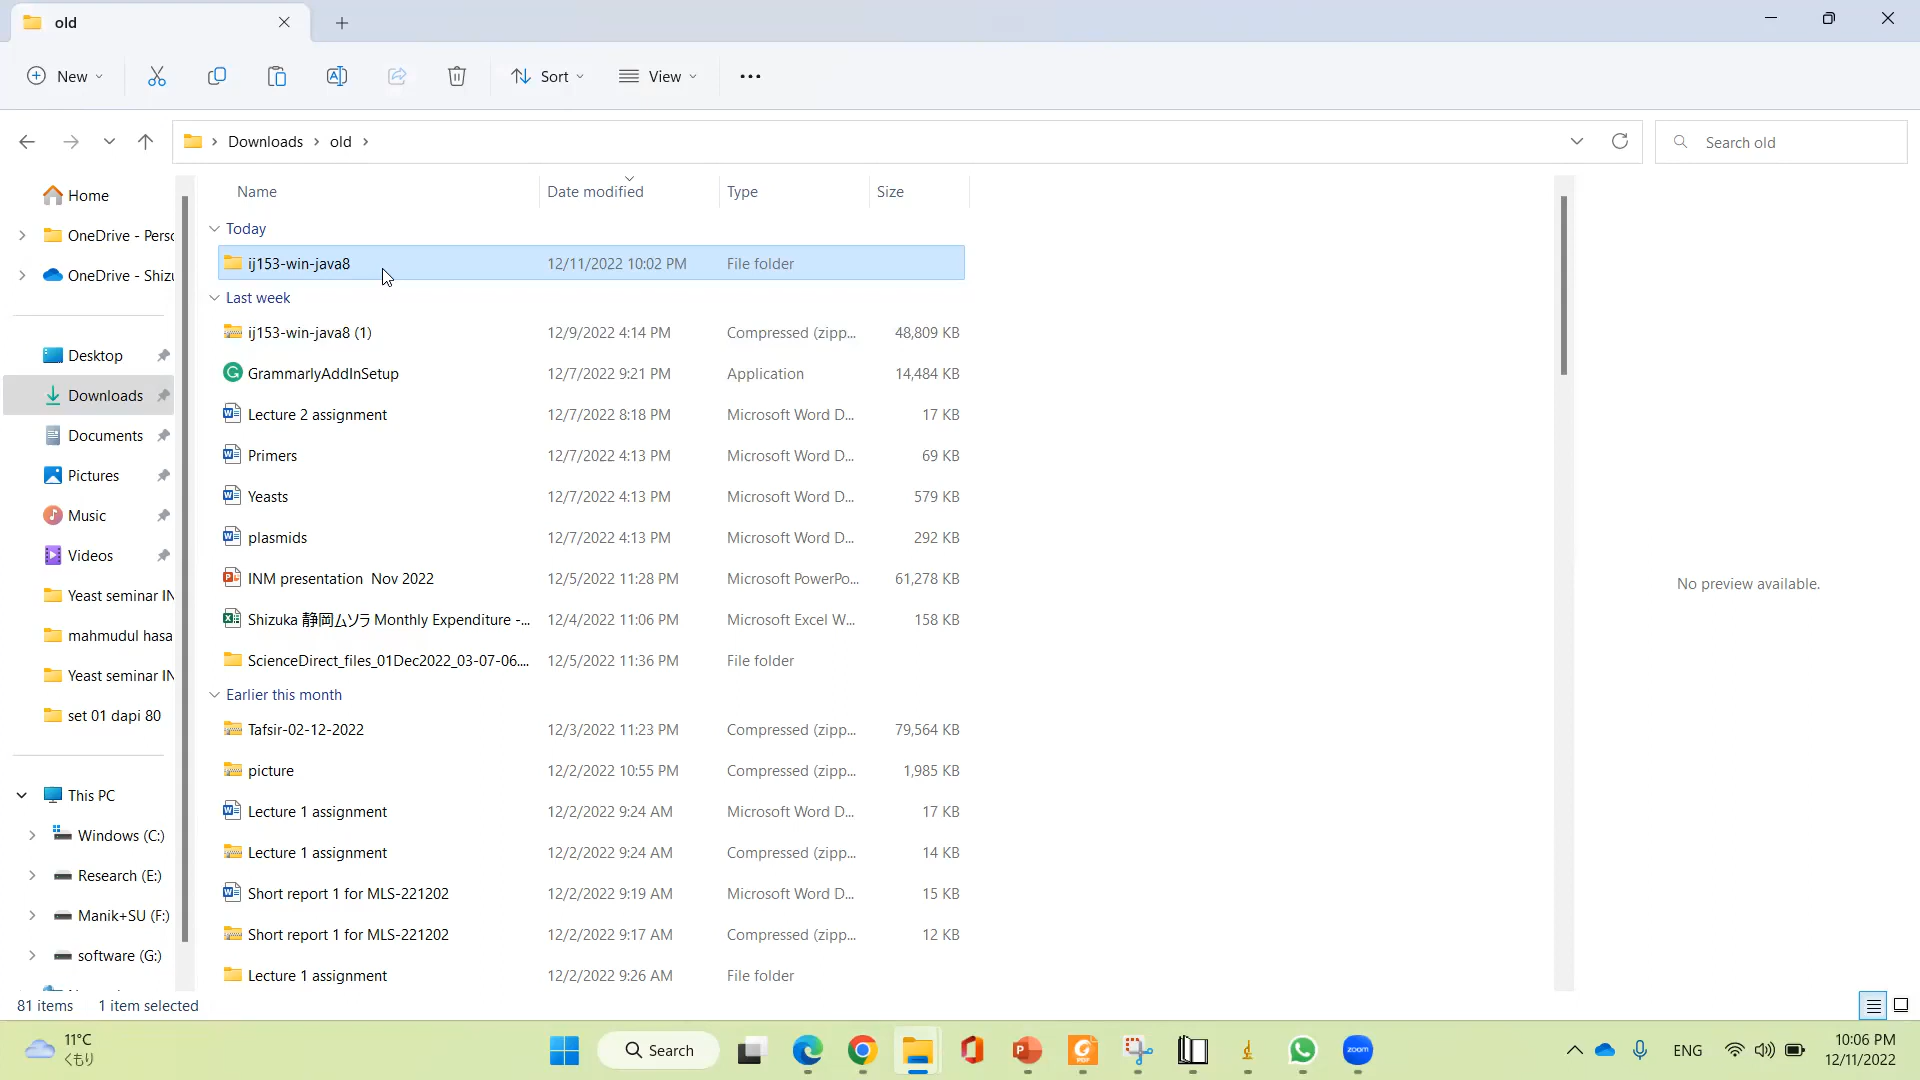 old
New
Sort
View
Downloads
old
Search old
Home
OneDrive - Pers
OneDrive - Shiz
Desktop
Downloads
Documents
Pictures
Music
Videos
Yeast seminar IN
mahmudul hasa
Yeast seminar IN
set 01 dapi 80
This PC
Windows (C:)
Research (E:)
Manik+SU (F:)
software (G:)
Name Date modified Type Size
Today
ij153-win-java8 12/11/2022 10:02 PM File folder
Last week
ij153-win-java8 (1) 12/9/2022 4:14 PM Compressed (zipp... 48,809 KB
GrammarlyAddInSetup 12/7/2022 9:21 PM Application 14,484 KB
Lecture 2 assignment 12/7/2022 8:18 PM Microsoft Word D... 17 KB
Primers 12/7/2022 4:13 PM Microsoft Word D... 69 KB
Yeasts 12/7/2022 4:13 PM Microsoft Word D... 579 KB
plasmids 12/7/2022 4:13 PM Microsoft Word D... 292 KB
INM presentation Nov 2022 12/5/2022 11:28 PM Microsoft PowerPo... 61,278 KB
Shizuka 静岡ムソラ Monthly Expenditure -... 12/4/2022 11:06 PM Microsoft Excel W... 158 KB
ScienceDirect_files_01Dec2022_03-07-06.... 12/5/2022 11:36 PM File folder
Earlier this month
Tafsir-02-12-2022 12/3/2022 11:23 PM Compressed (zipp... 79,564 KB
picture 12/2/2022 10:55 PM Compressed (zipp... 1,985 KB
Lecture 1 assignment 12/2/2022 9:24 AM Microsoft Word D... 17 KB
Lecture 1 assignment 12/2/2022 9:24 AM Compressed (zipp... 14 KB
Short report 1 for MLS-221202 12/2/2022 9:19 AM Microsoft Word D... 15 KB
Short report 1 for MLS-221202 12/2/2022 9:17 AM Compressed (zipp... 12 KB
Lecture 1 assignment 12/2/2022 9:26 AM File folder
No preview available.
81 items 1 item selected
11°C
くもり
Search
zoom
ENG
10:06 PM
12/11/2022